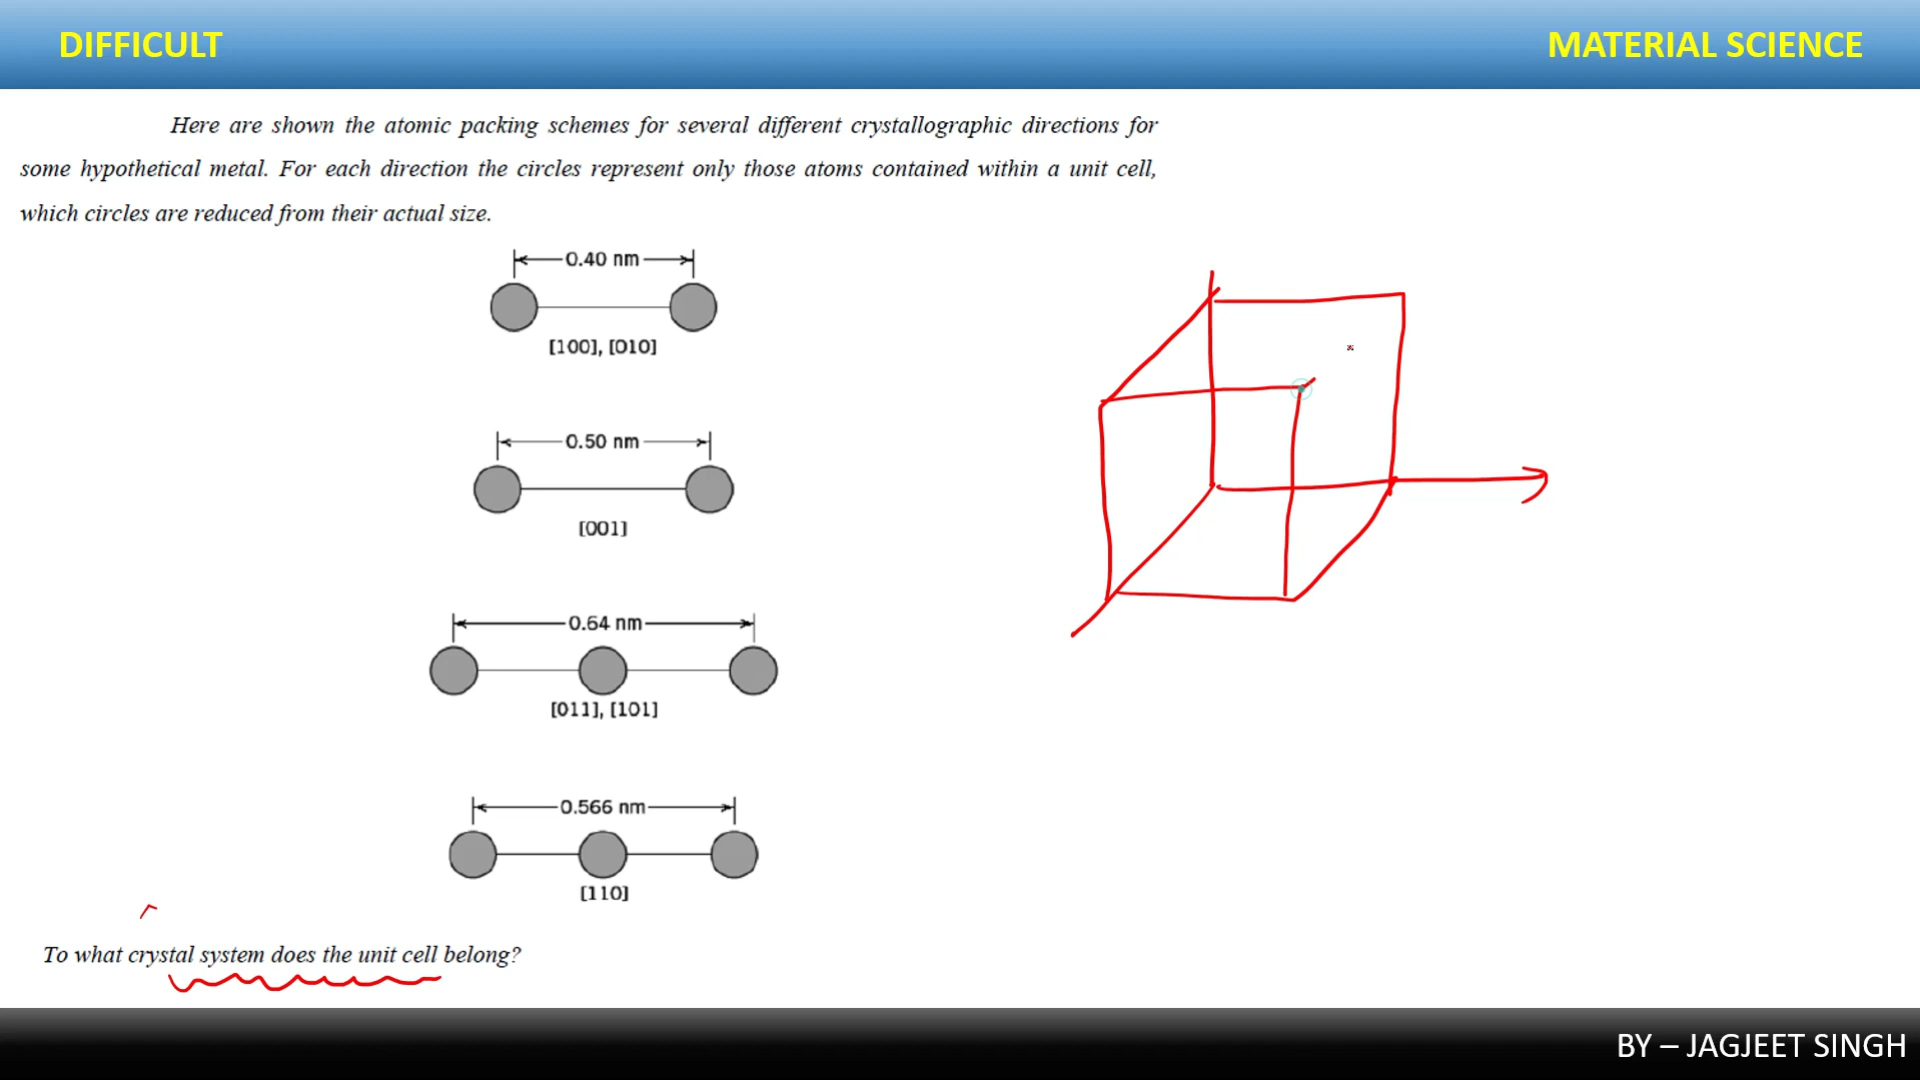 DIFFICULT
MATERIAL SCIENCE
Here are shown the atomic packing schemes for several different crystallographic directions for
some hypothetical metal. For each direction the circles represent only those atoms contained within a unit cell,
which circles are reduced from their actual size.
0.40 nm
[100], [010]
0.50 nm
[001]
0.64 nm
[011], [101]
0.566 nm
[110]
To what crystal system does the unit cell belong?
BY – JAGJEET SINGH